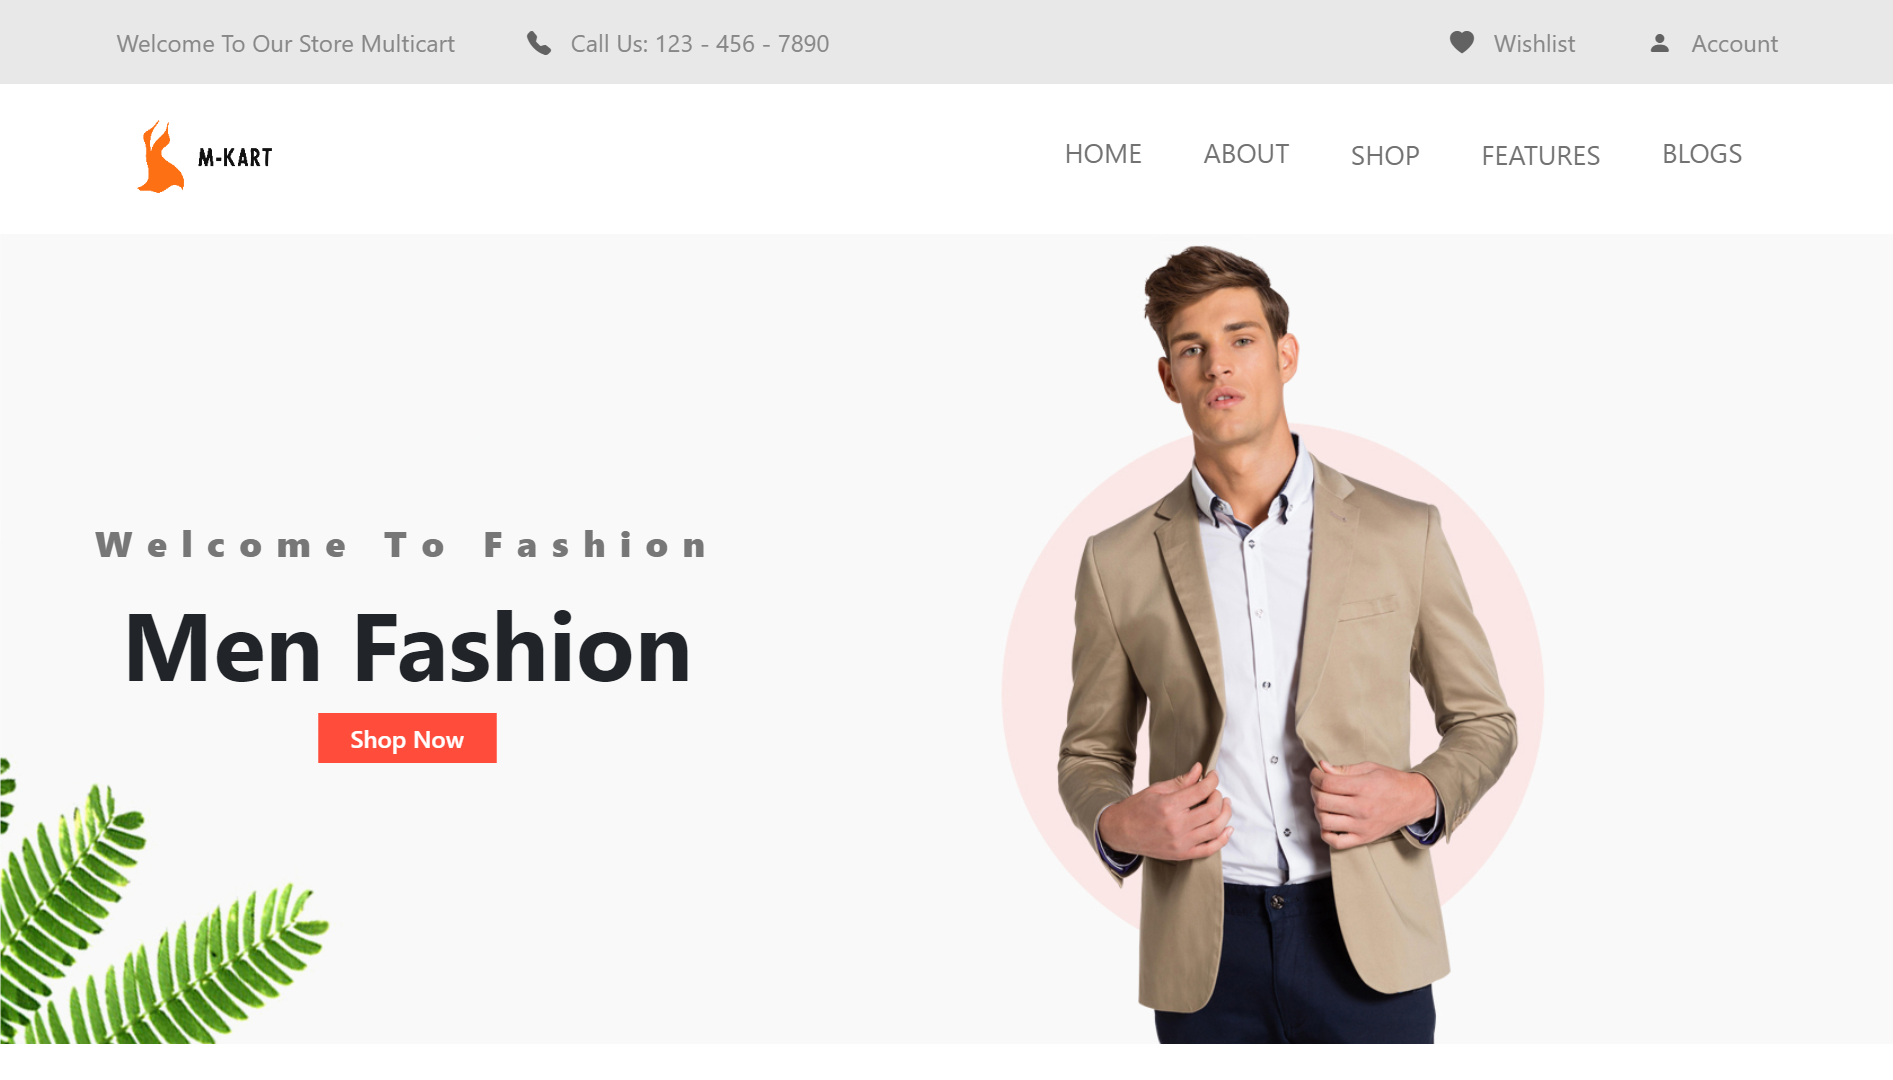 Welcome To Our Store Multicart
Call Us: 123 - 456 - 7890
Wishlist
Account
M-KART
HOME
ABOUT
SHOP
FEATURES
BLOGS
Welcome To Fashion
Men Fashion
Shop Now